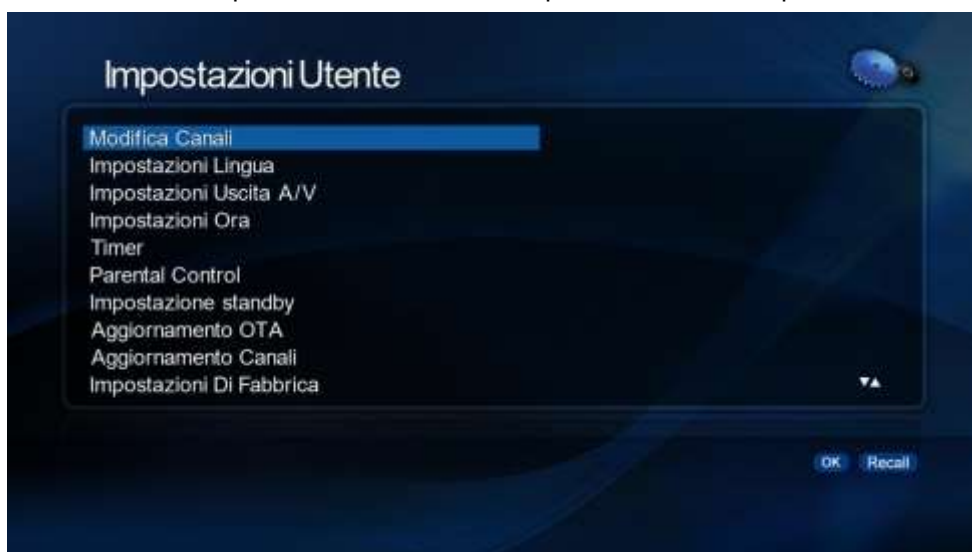 Impostazioni Utente
Modifica Canali
Impostazioni Lingua
Impostazioni Uscita A/V
Impostazioni Ora
Timer
Parental Control
Impostazione standby
Aggiornamento OTA
Aggiornamento Canali
Impostazioni Di Fabbrica
OK Recall